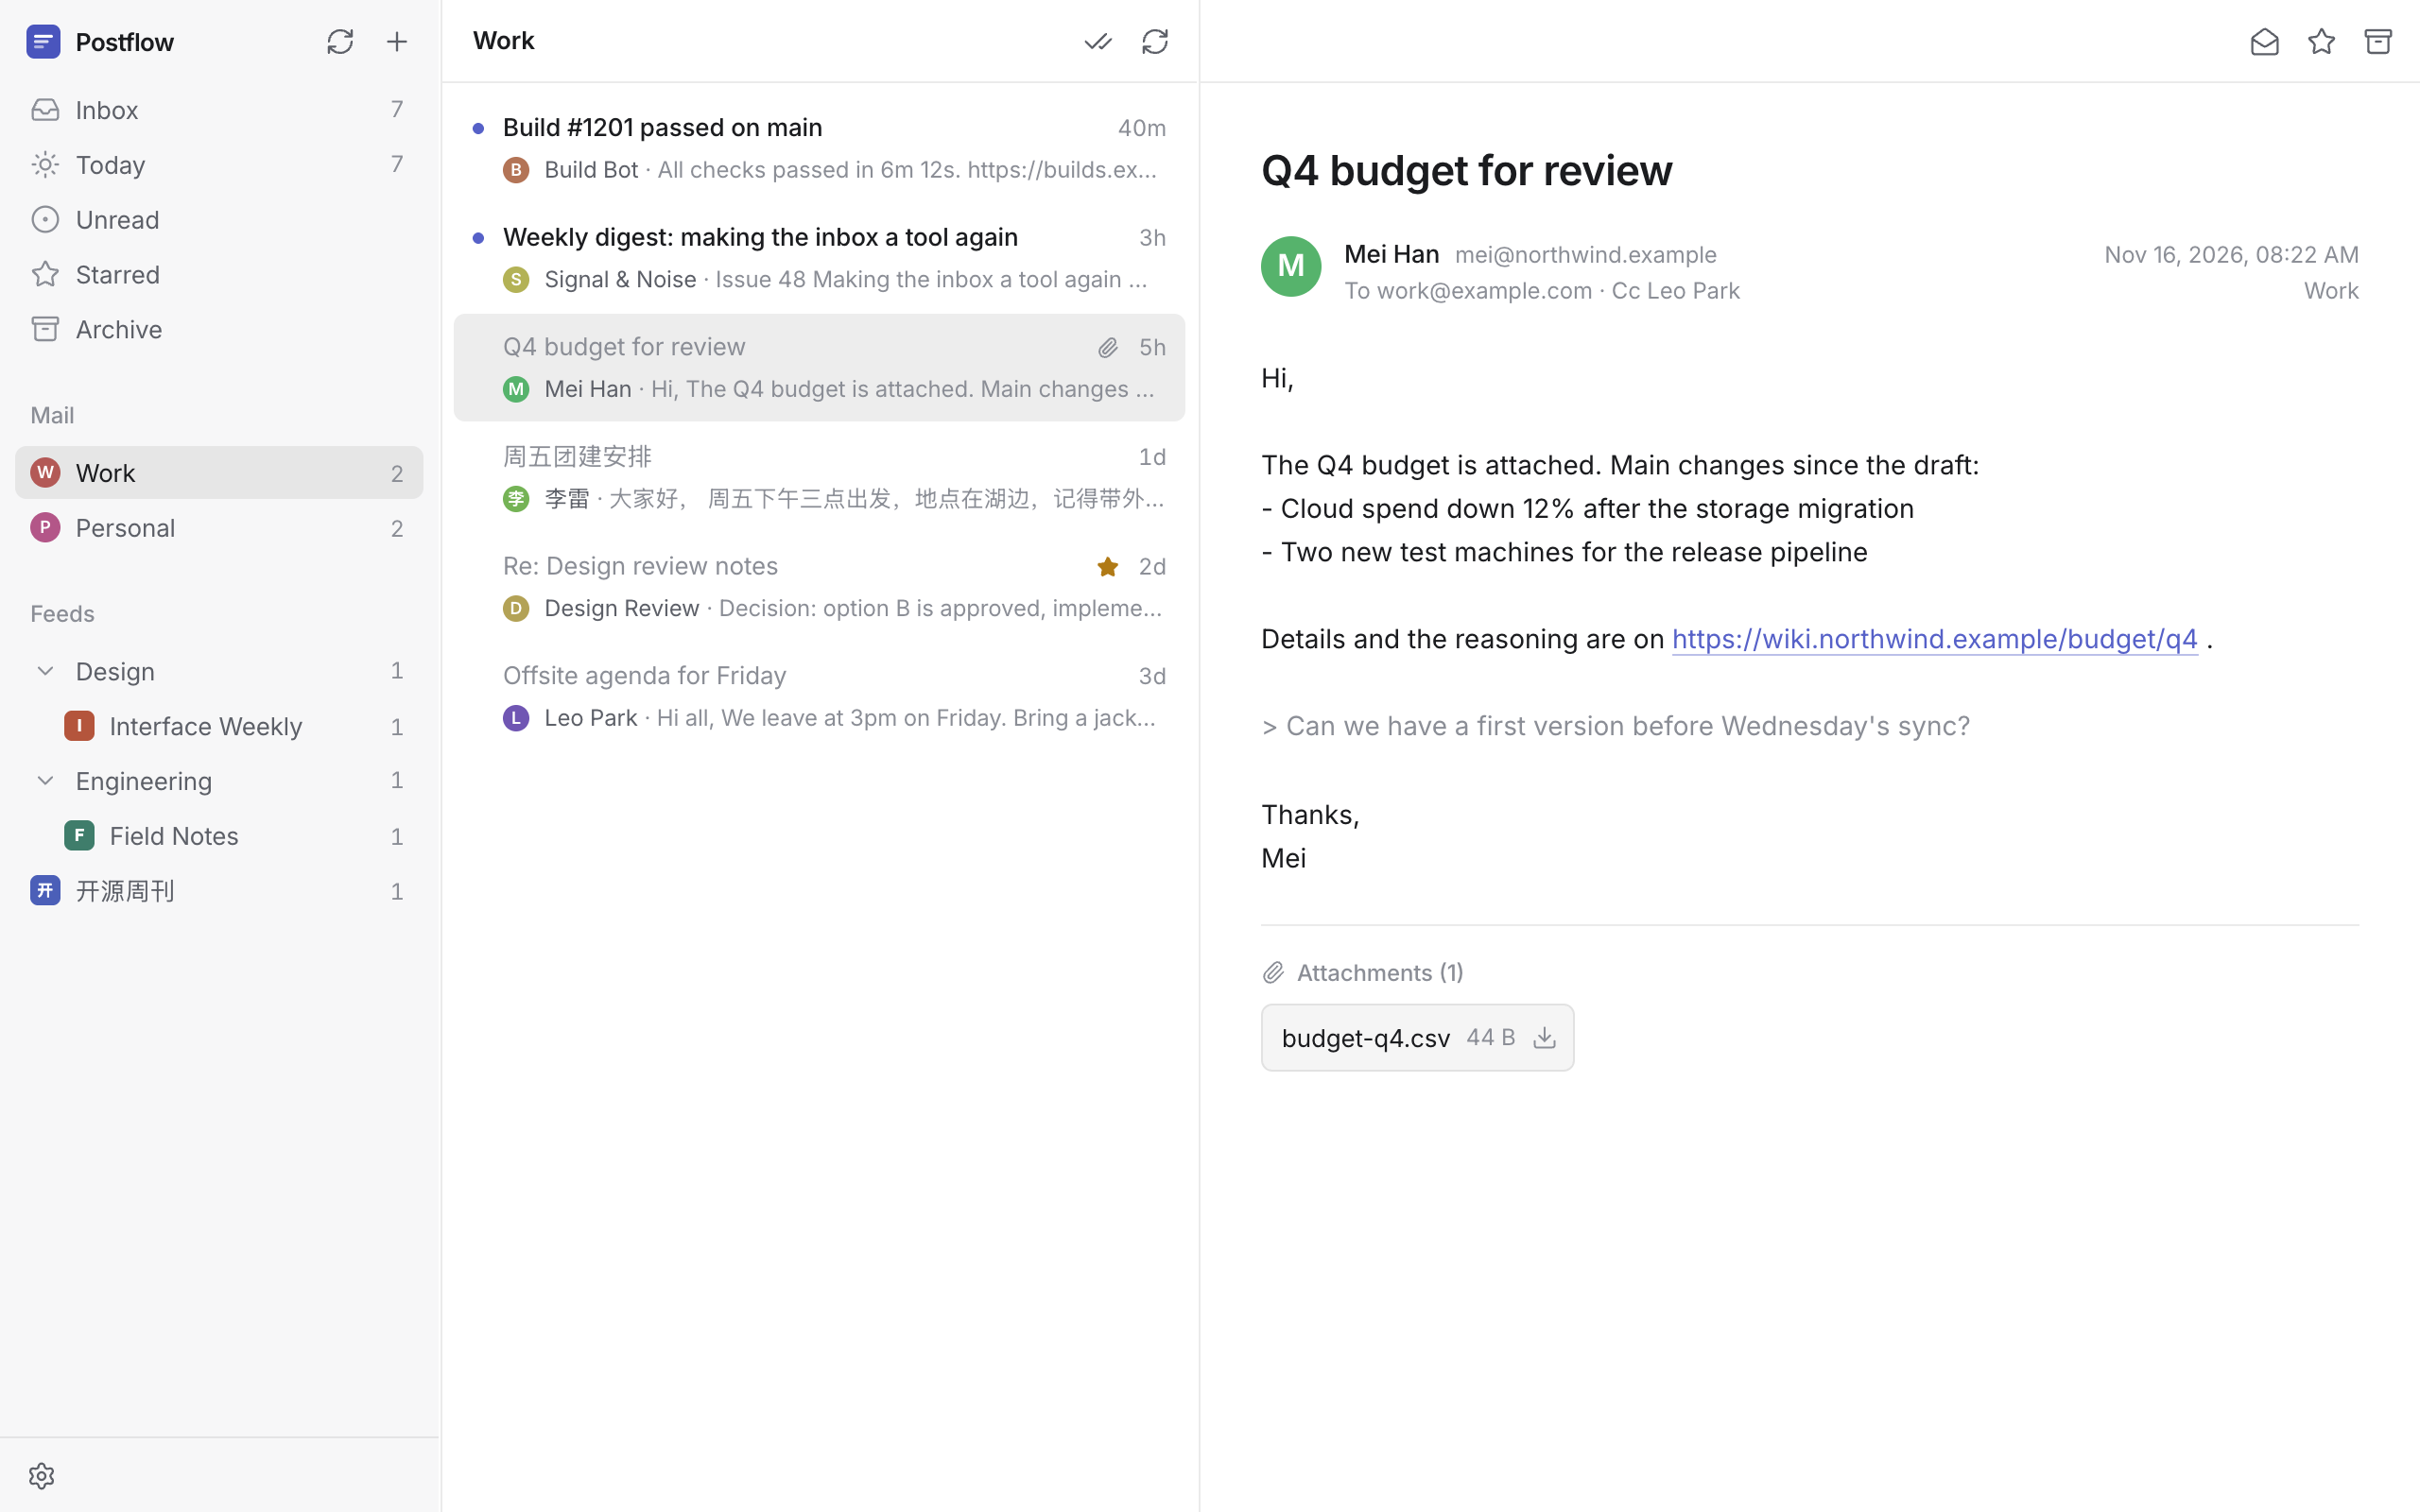 Postflow
Inbox 7
Today 7
Unread
Starred
Archive
Mail
W Work 2
P Personal 2
Feeds
Design 1
I Interface Weekly 1
Engineering 1
F Field Notes 1
开 开源周刊 1
Work
Build #1201 passed on main 40m
B Build Bot · All checks passed in 6m 12s. https://builds.ex...
Weekly digest: making the inbox a tool again 3h
S Signal & Noise · Issue 48 Making the inbox a tool again ...
Q4 budget for review 5h
M Mei Han · Hi, The Q4 budget is attached. Main changes ...
周五团建安排 1d
李 李雷 · 大家好， 周五下午三点出发，地点在湖边，记得带外...
Re: Design review notes 2d
D Design Review · Decision: option B is approved, impleme...
Offsite agenda for Friday 3d
L Leo Park · Hi all, We leave at 3pm on Friday. Bring a jack...
Q4 budget for review
M Mei Han mei@northwind.example Nov 16, 2026, 08:22 AM
To work@example.com · Cc Leo Park Work
Hi,
The Q4 budget is attached. Main changes since the draft:
- Cloud spend down 12% after the storage migration
- Two new test machines for the release pipeline
Details and the reasoning are on https://wiki.northwind.example/budget/q4 .
> Can we have a first version before Wednesday's sync?
Thanks,
Mei
Attachments (1)
budget-q4.csv 44 B